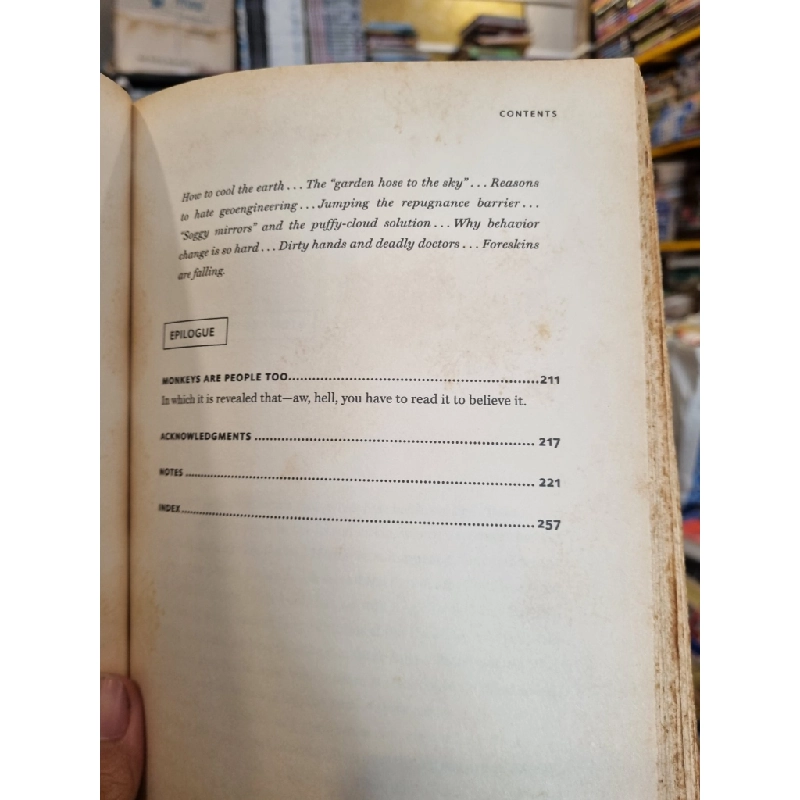 CONTENTS
How to cool the earth . . . The "garden hose to the sky" . . . Reasons
to hate geoengineering . . . Jumping the repugnance barrier . . .
"Soggy mirrors" and the puffy-cloud solution . . . Why behavior
change is so hard . . . Dirty hands and deadly doctors . . . Foreskins
are falling.
EPILOGUE
MONKEYS ARE PEOPLE TOO 211
In which it is revealed that—aw, hell, you have to read it to believe it.
ACKNOWLEDGMENTS 217
NOTES 221
INDEX 257